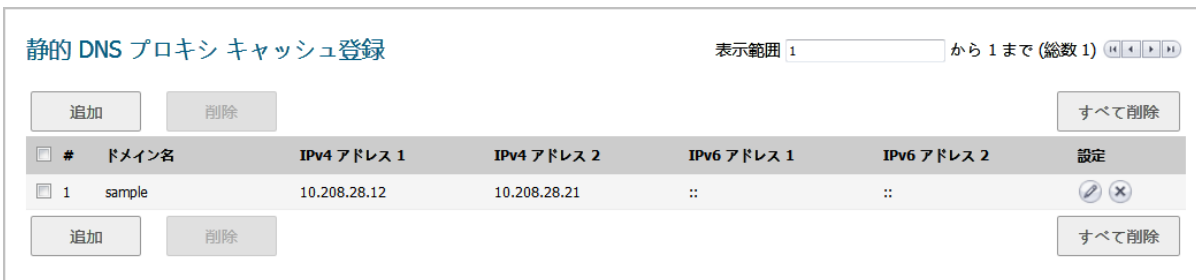 静的 DNS プロキシ キャッシュ登録 表示範囲 1 から 1 まで (総数 1)
追加 削除 すべて削除
# ドメイン名 IPv4 アドレス 1 IPv4 アドレス 2 IPv6 アドレス 1 IPv6 アドレス 2 設定
1 sample 10.208.28.12 10.208.28.21 :: ::
追加 削除 すべて削除